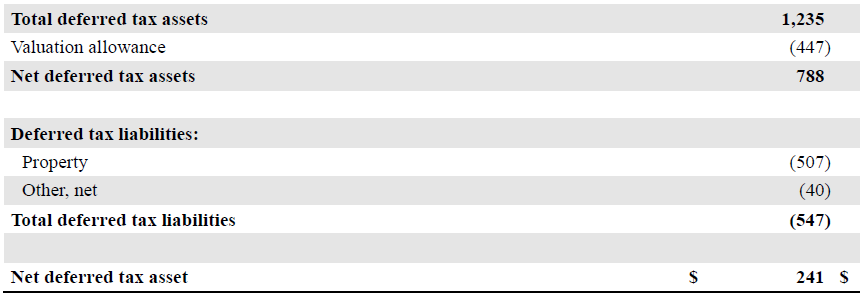 Total deferred tax assets 1,235
Valuation allowance (447)
Net deferred tax assets 788
Deferred tax liabilities:
Property (507)
Other, net (40)
Total deferred tax liabilities (547)
Net deferred tax asset $ 241 $